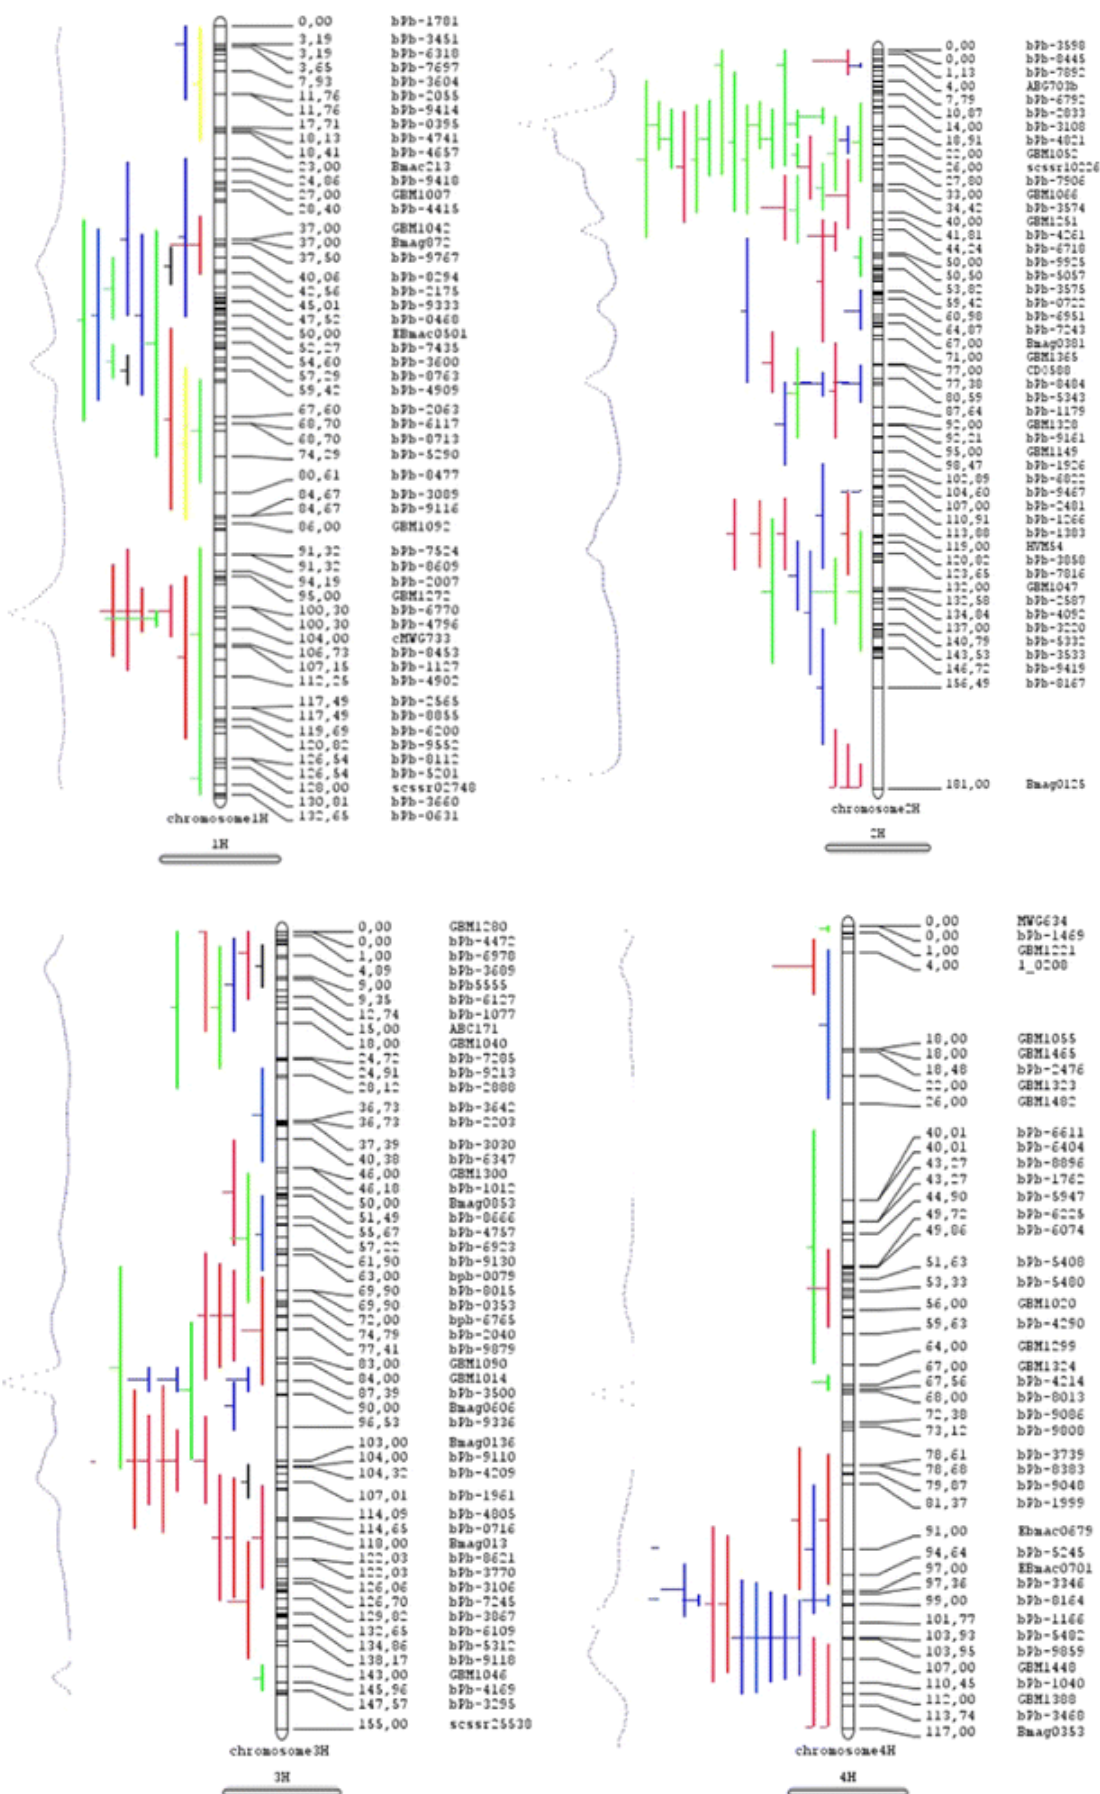 0,00 bPb-1781
3,19 bPb-3451
3,19 bPb-6318
3,65 bPb-7697
7,93 bPb-3604
11,76 bPb-2055
11,76 bPb-9414
17,71 bPb-0395
18,13 bPb-4741
18,41 bPb-4657
23,00 Bmac213
24,86 bPb-9418
27,00 GBM1007
28,40 bPb-4415
37,00 GBM1042
37,00 Bmag872
37,50 bPb-9767
40,06 bPb-8294
42,56 bPb-2175
45,01 bPb-9333
47,52 bPb-0468
50,00 EBmac0501
52,27 bPb-7435
54,60 bPb-3600
57,29 bPb-8763
59,42 bPb-4909
67,60 bPb-2063
68,70 bPb-6117
68,70 bPb-8713
74,29 bPb-5290
80,61 bPb-8477
84,67 bPb-3089
84,67 bPb-9116
86,00 GBM1092
91,32 bPb-7524
91,32 bPb-8609
94,19 bPb-2007
95,00 GBM1272
100,30 bPb-6770
100,30 bPb-4796
104,00 cMWG733
106,73 bPb-8453
107,15 bPb-1127
112,25 bPb-4902
117,49 bPb-2565
117,49 bPb-8855
119,69 bPb-6200
120,82 bPb-9552
126,54 bPb-8112
126,54 bPb-5201
128,00 scssr02748
130,81 bPb-3660
132,65 bPb-0631
chromosome1H
1H
0,00 bPb-3598
0,00 bPb-8445
1,13 bPb-7892
4,00 ABG703b
7,79 bPb-6792
10,87 bPb-2833
14,00 bPb-3108
18,91 bPb-4821
22,00 GBM1052
26,00 scssr10226
27,80 bPb-7906
33,00 GBM1066
34,42 bPb-3574
40,00 GBM1251
41,81 bPb-4261
44,24 bPb-6718
50,00 bPb-9925
50,50 bPb-5057
53,82 bPb-3575
59,42 bPb-0722
60,98 bPb-6951
64,87 bPb-7243
67,00 Bmag0381
71,00 GBM1365
77,00 CDO588
77,38 bPb-8484
80,59 bPb-5343
87,64 bPb-1179
92,00 GBM1328
92,21 bPb-9161
95,00 GBM1149
98,47 bPb-1926
102,89 bPb-6822
104,60 bPb-9467
107,00 bPb-2481
110,91 bPb-1266
113,88 bPb-1383
119,00 HVM54
120,82 bPb-3858
123,65 bPb-7816
132,00 GBM1047
132,58 bPb-2587
134,84 bPb-4092
137,00 bPb-3220
140,79 bPb-5332
143,53 bPb-3533
146,72 bPb-9419
156,49 bPb-8167
181,00 Bmag0125
chromosome2H
2H
0,00 GBM1280
0,00 bPb-4472
1,00 bPb-6978
4,89 bPb-3689
9,00 bPb5555
9,35 bPb-6127
12,74 bPb-1077
15,00 ABC171
18,00 GBM1040
24,72 bPb-7285
24,91 bPb-9213
28,12 bPb-2888
36,73 bPb-3642
36,73 bPb-2203
37,39 bPb-3030
40,38 bPb-6347
46,00 GBM1300
46,18 bPb-1012
50,00 Bmag0853
51,49 bPb-8666
55,67 bPb-4757
57,22 bPb-6923
61,90 bPb-9130
63,00 bpb-0079
69,90 bPb-8015
69,90 bPb-0353
72,00 bpb-6765
74,79 bPb-2040
77,41 bPb-9879
83,00 GBM1090
84,00 GBM1014
87,39 bPb-3500
90,00 Bmag0606
96,53 bPb-9336
103,00 Bmag0136
104,00 bPb-9110
104,32 bPb-4209
107,01 bPb-1961
114,09 bPb-4805
114,65 bPb-0716
118,00 Bmag013
122,03 bPb-8621
122,03 bPb-3770
126,06 bPb-3106
126,70 bPb-7245
129,82 bPb-3867
132,65 bPb-6109
134,86 bPb-5312
138,17 bPb-9118
143,00 GBM1046
145,96 bPb-4169
147,57 bPb-3295
155,00 scssr25538
chromosome3H
3H
0,00 MWG634
0,00 bPb-1469
1,00 GBM1221
4,00 1_0208
18,00 GBM1055
18,00 GBM1465
18,48 bPb-2476
22,00 GBM1323
26,00 GBM1482
40,01 bPb-6611
40,01 bPb-6404
43,27 bPb-8896
43,27 bPb-1762
44,90 bPb-5947
49,72 bPb-6225
49,86 bPb-6074
51,63 bPb-5408
53,33 bPb-5480
56,00 GBM1020
59,63 bPb-4290
64,00 GBM1299
67,00 GBM1324
67,56 bPb-4214
68,00 bPb-8013
72,38 bPb-9086
73,12 bPb-9808
78,61 bPb-3739
78,68 bPb-8383
79,87 bPb-9048
81,37 bPb-1999
91,00 Ebmac0679
94,64 bPb-5245
97,00 EBmac0701
97,36 bPb-3346
99,00 bPb-8164
101,77 bPb-1166
103,93 bPb-5482
103,95 bPb-9859
107,00 GBM1448
110,45 bPb-1040
112,00 GBM1388
113,74 bPb-3468
117,00 Bmag0353
chromosome4H
4H